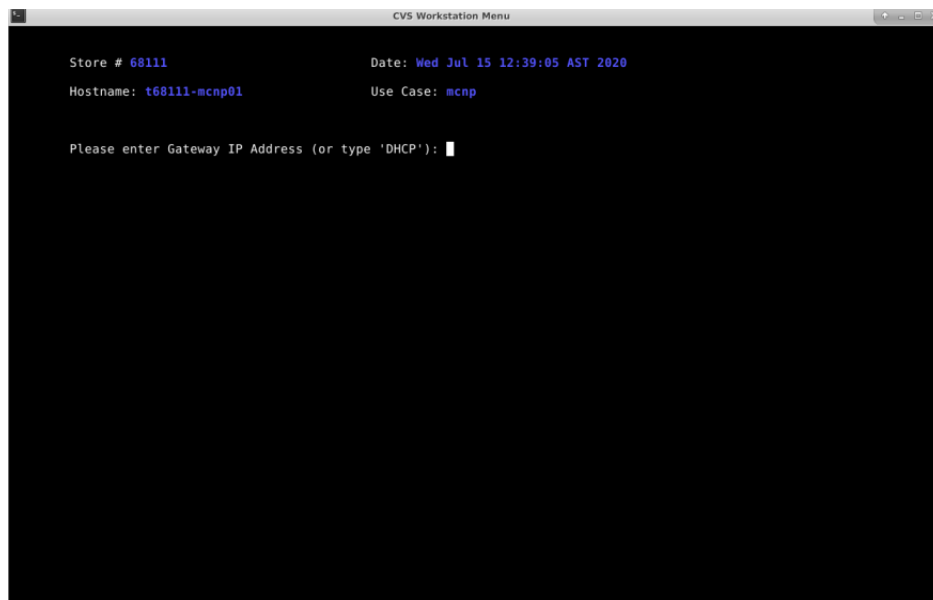 CVS Workstation Menu
Store # 68111 Date: Wed Jul 15 12:39:05 AST 2020
Hostname: t68111-mcnp01 Use Case: mcnp
Please enter Gateway IP Address (or type 'DHCP'):